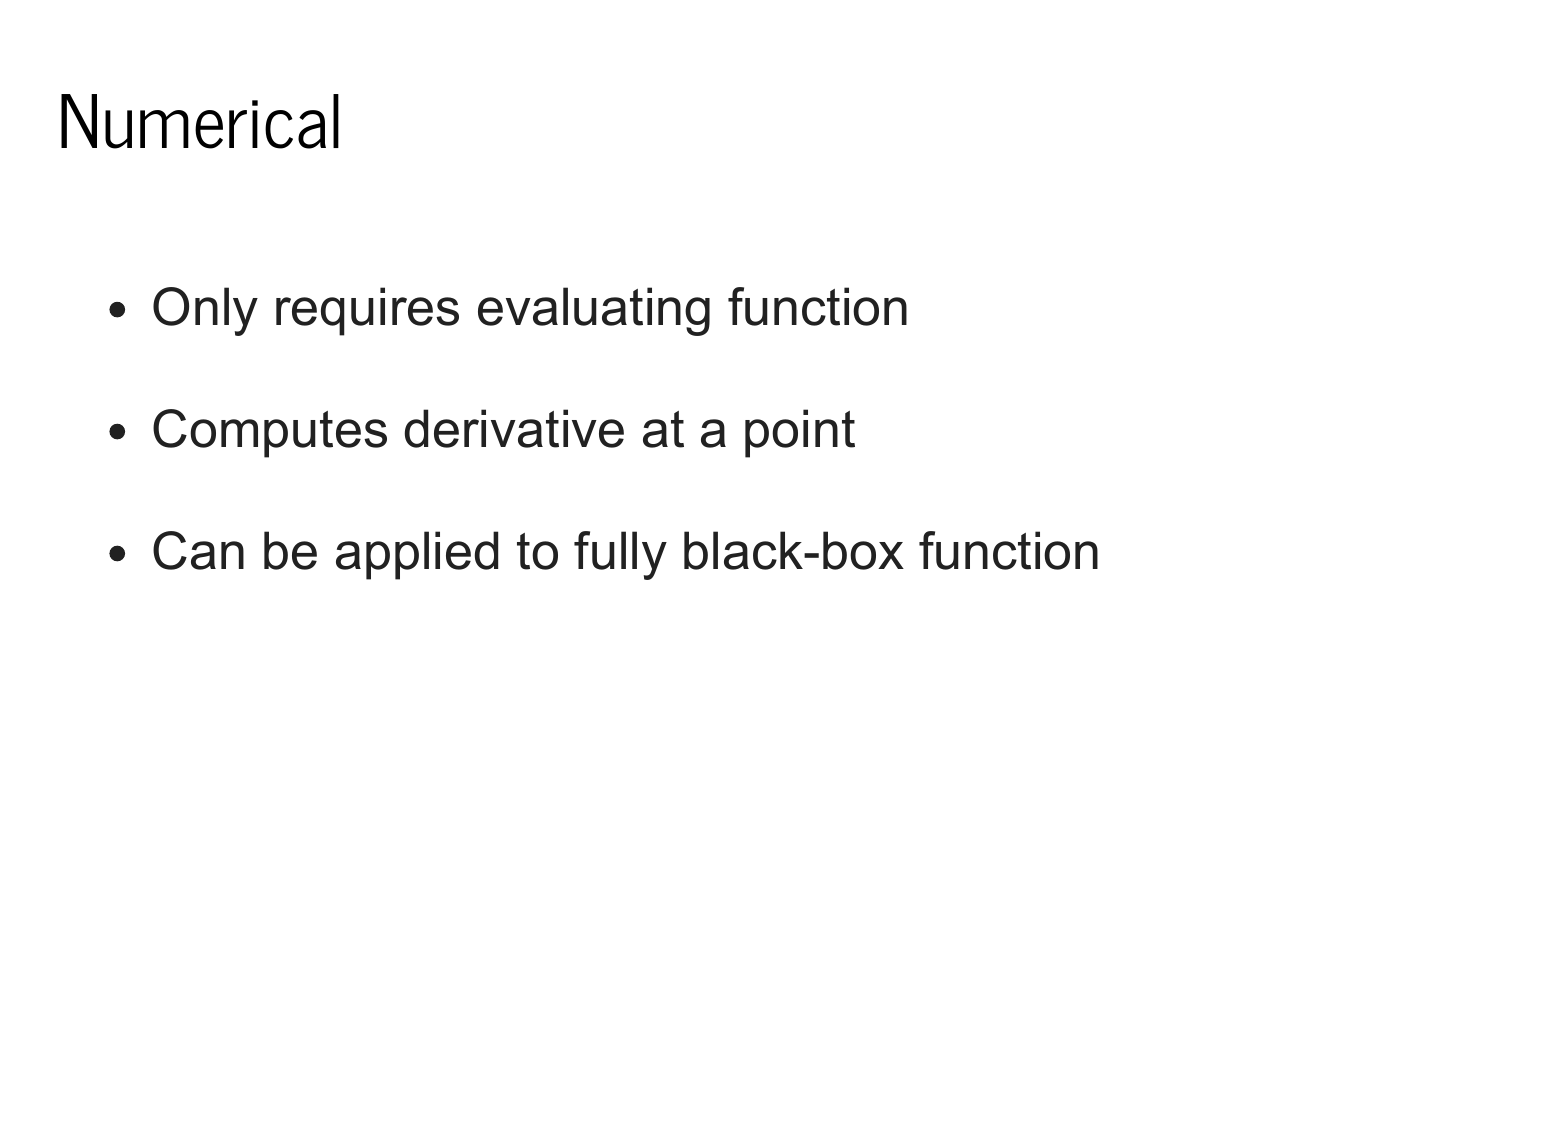 Numerical
• Only requires evaluating function
• Computes derivative at a point
• Can be applied to fully black-box function